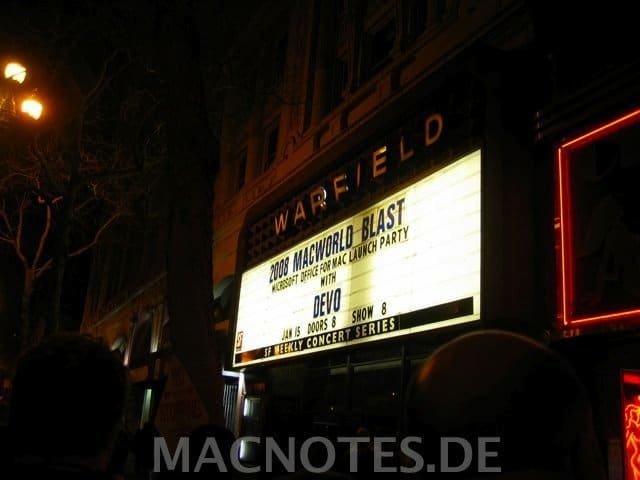 WARFIELD
2008 MACWORLD BLAST
MICROSOFT OFFICE FOR MAC LAUNCH PARTY
WITH
DEVO
JAN 15 DOORS 8 SHOW 8
SF WEEKLY CONCERT SERIES
MACNOTES.DE